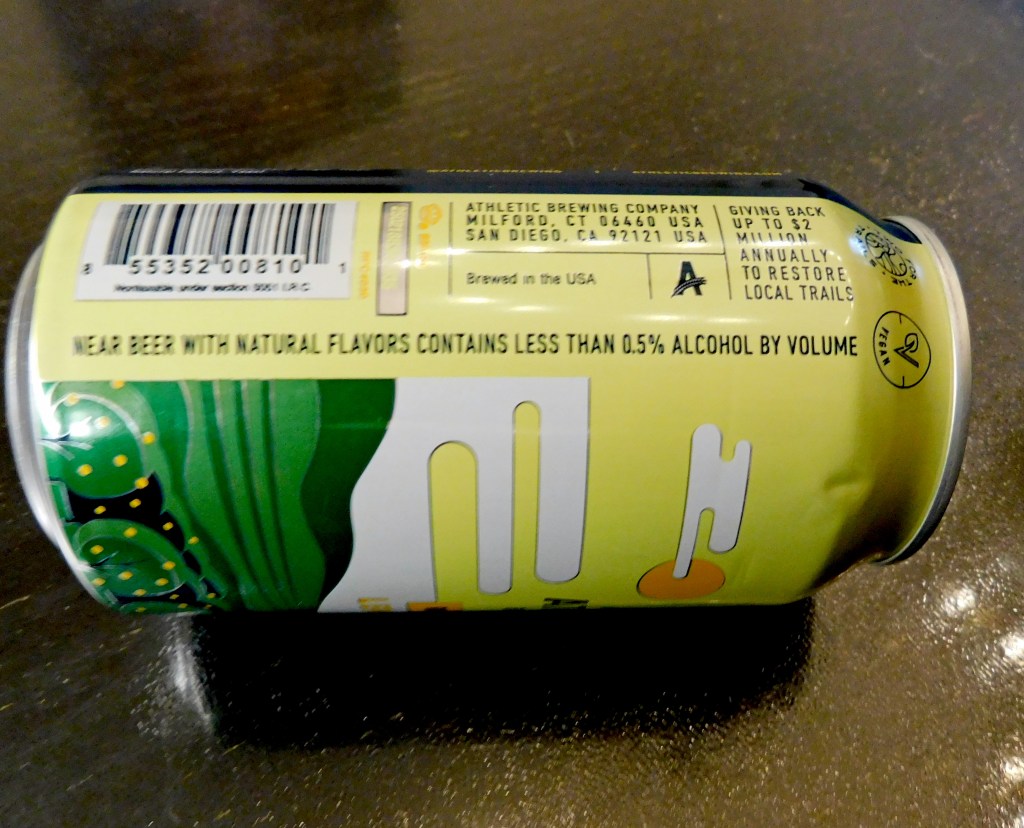 8 55352 00810 1
ATHLETIC BREWING COMPANY
MILFORD, CT 06460 USA
SAN DIEGO, CA 92121 USA
Brewed in the USA
A
GIVING BACK
UP TO $2
MILLION
ANNUALLY
TO RESTORE
LOCAL TRAILS
NEAR BEER WITH NATURAL FLAVORS CONTAINS LESS THAN 0.5% ALCOHOL BY VOLUME
VEGAN